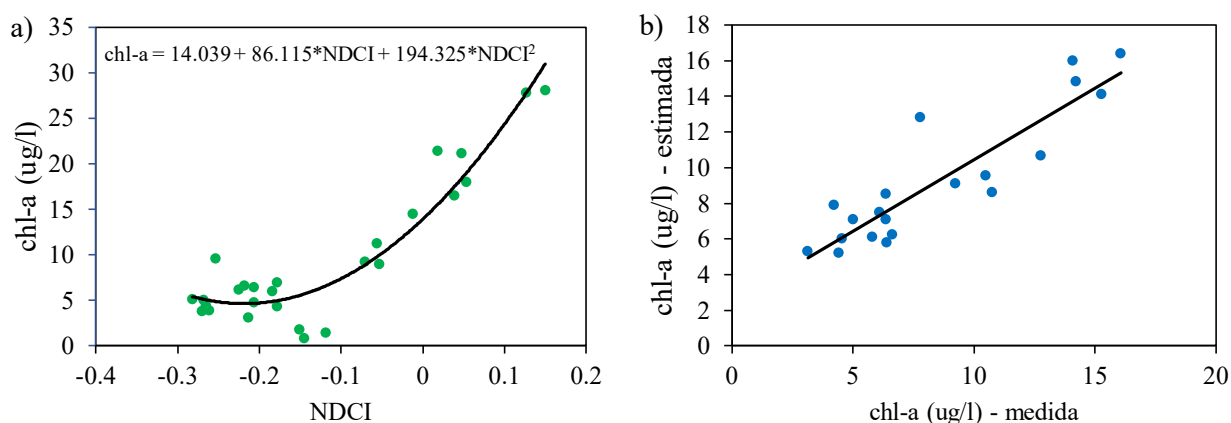 a)
chl-a = 14.039 + 86.115*NDCI + 194.325*NDCI²
chl-a (ug/l)
35
30
25
20
15
10
5
0
-0.4 -0.3 -0.2 -0.1 0 0.1 0.2
NDCI
b)
chl-a (ug/l) - estimada
18
16
14
12
10
8
6
4
2
0
0 5 10 15 20
chl-a (ug/l) - medida